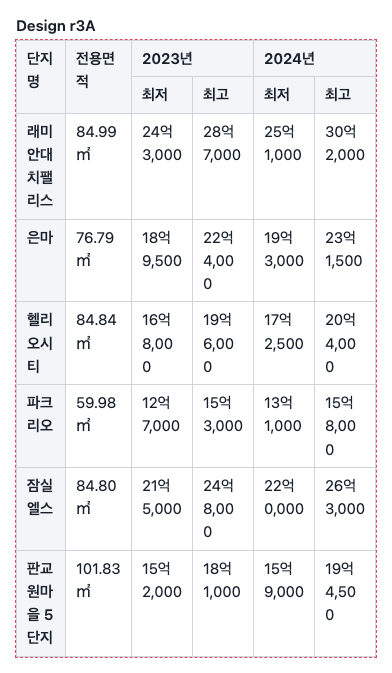 Design r3A
단지 전용면 2023년 2024년
명 적
최저 최고 최저 최고
래미 84.99 24억 28억 25억 30억
안대 ㎡ 3,000 7,000 1,000 2,000
치팰
리스
은마 76.79 18억 22억 19억 23억
㎡ 9,500 4,00 3,000 1,500
0
헬리 84.84 16억 19억 17억 20억
오시 ㎡ 8,00 6,00 2,500 4,00
티 0 0 0
파크 59.98 12억 15억 13억 15억
리오 ㎡ 7,000 3,000 1,000 8,00
0
잠실 84.80 21억 24억 22억 26억
엘스 ㎡ 5,000 8,00 0,000 3,000
0
판교 101.83 15억 18억 15억 19억
원마 ㎡ 2,000 1,000 9,000 4,50
을 5 0
단지